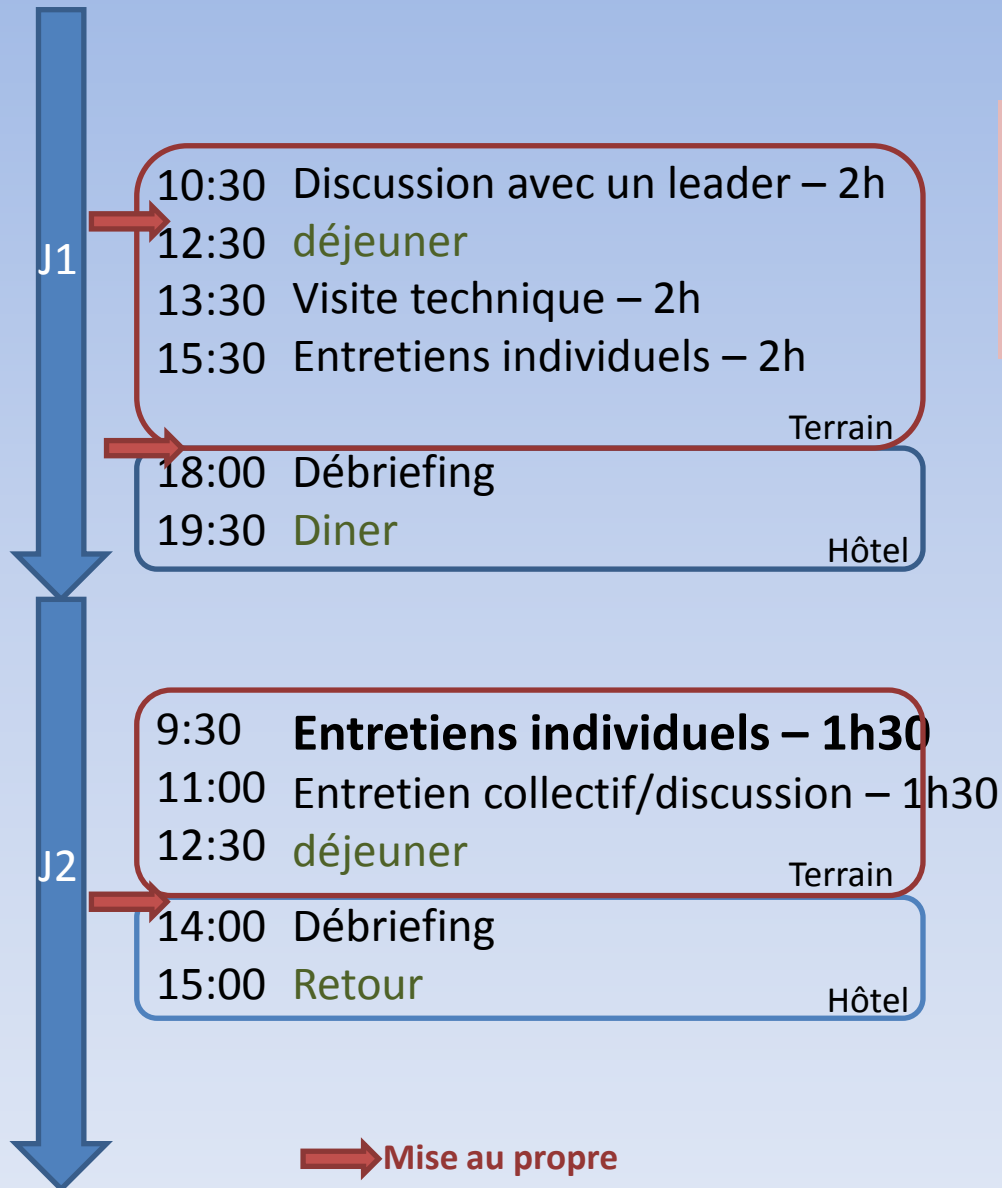 J1
10:30 Discussion avec un leader – 2h
12:30 déjeuner
13:30 Visite technique – 2h
15:30 Entretiens individuels – 2h
Terrain
18:00 Débriefing
19:30 Diner
Hôtel
J2
9:30 Entretiens individuels – 1h30
11:00 Entretien collectif/discussion – 1h30
12:30 déjeuner
Terrain
14:00 Débriefing
15:00 Retour
Hôtel
Mise au propre